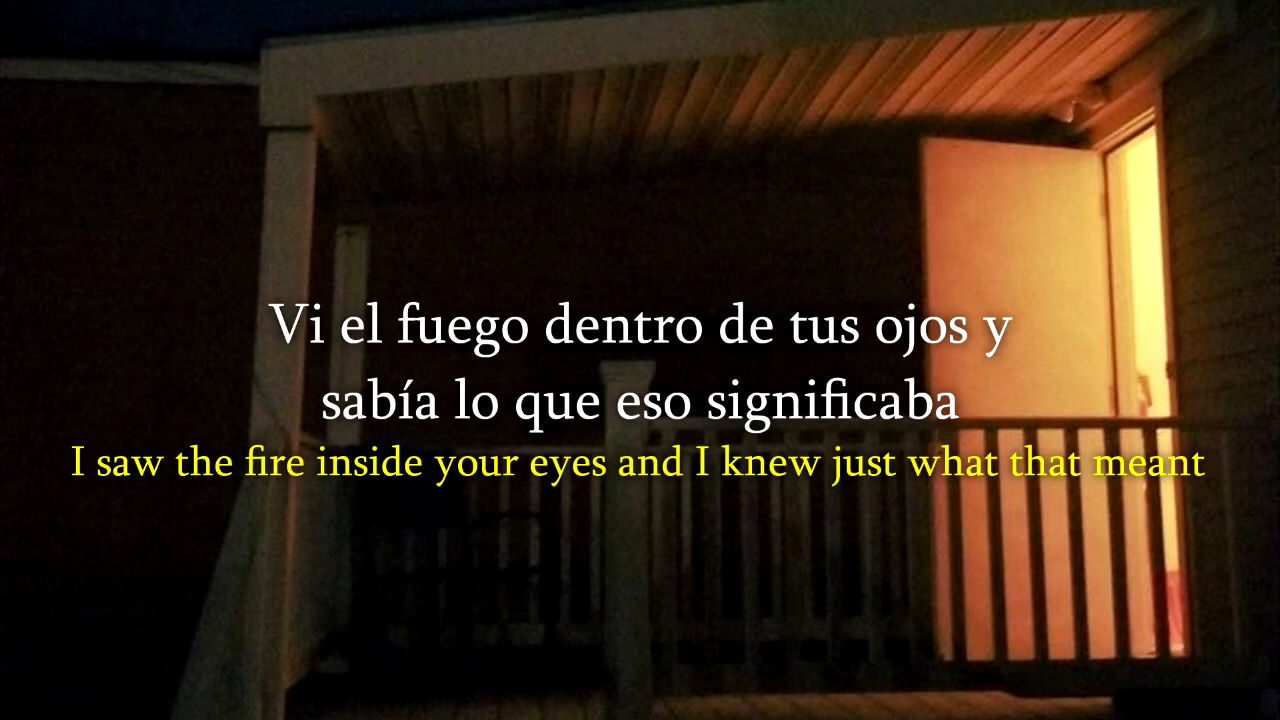 Vi el fuego dentro de tus ojos y
sabía lo que eso significaba
I saw the fire inside your eyes and I knew just what that meant